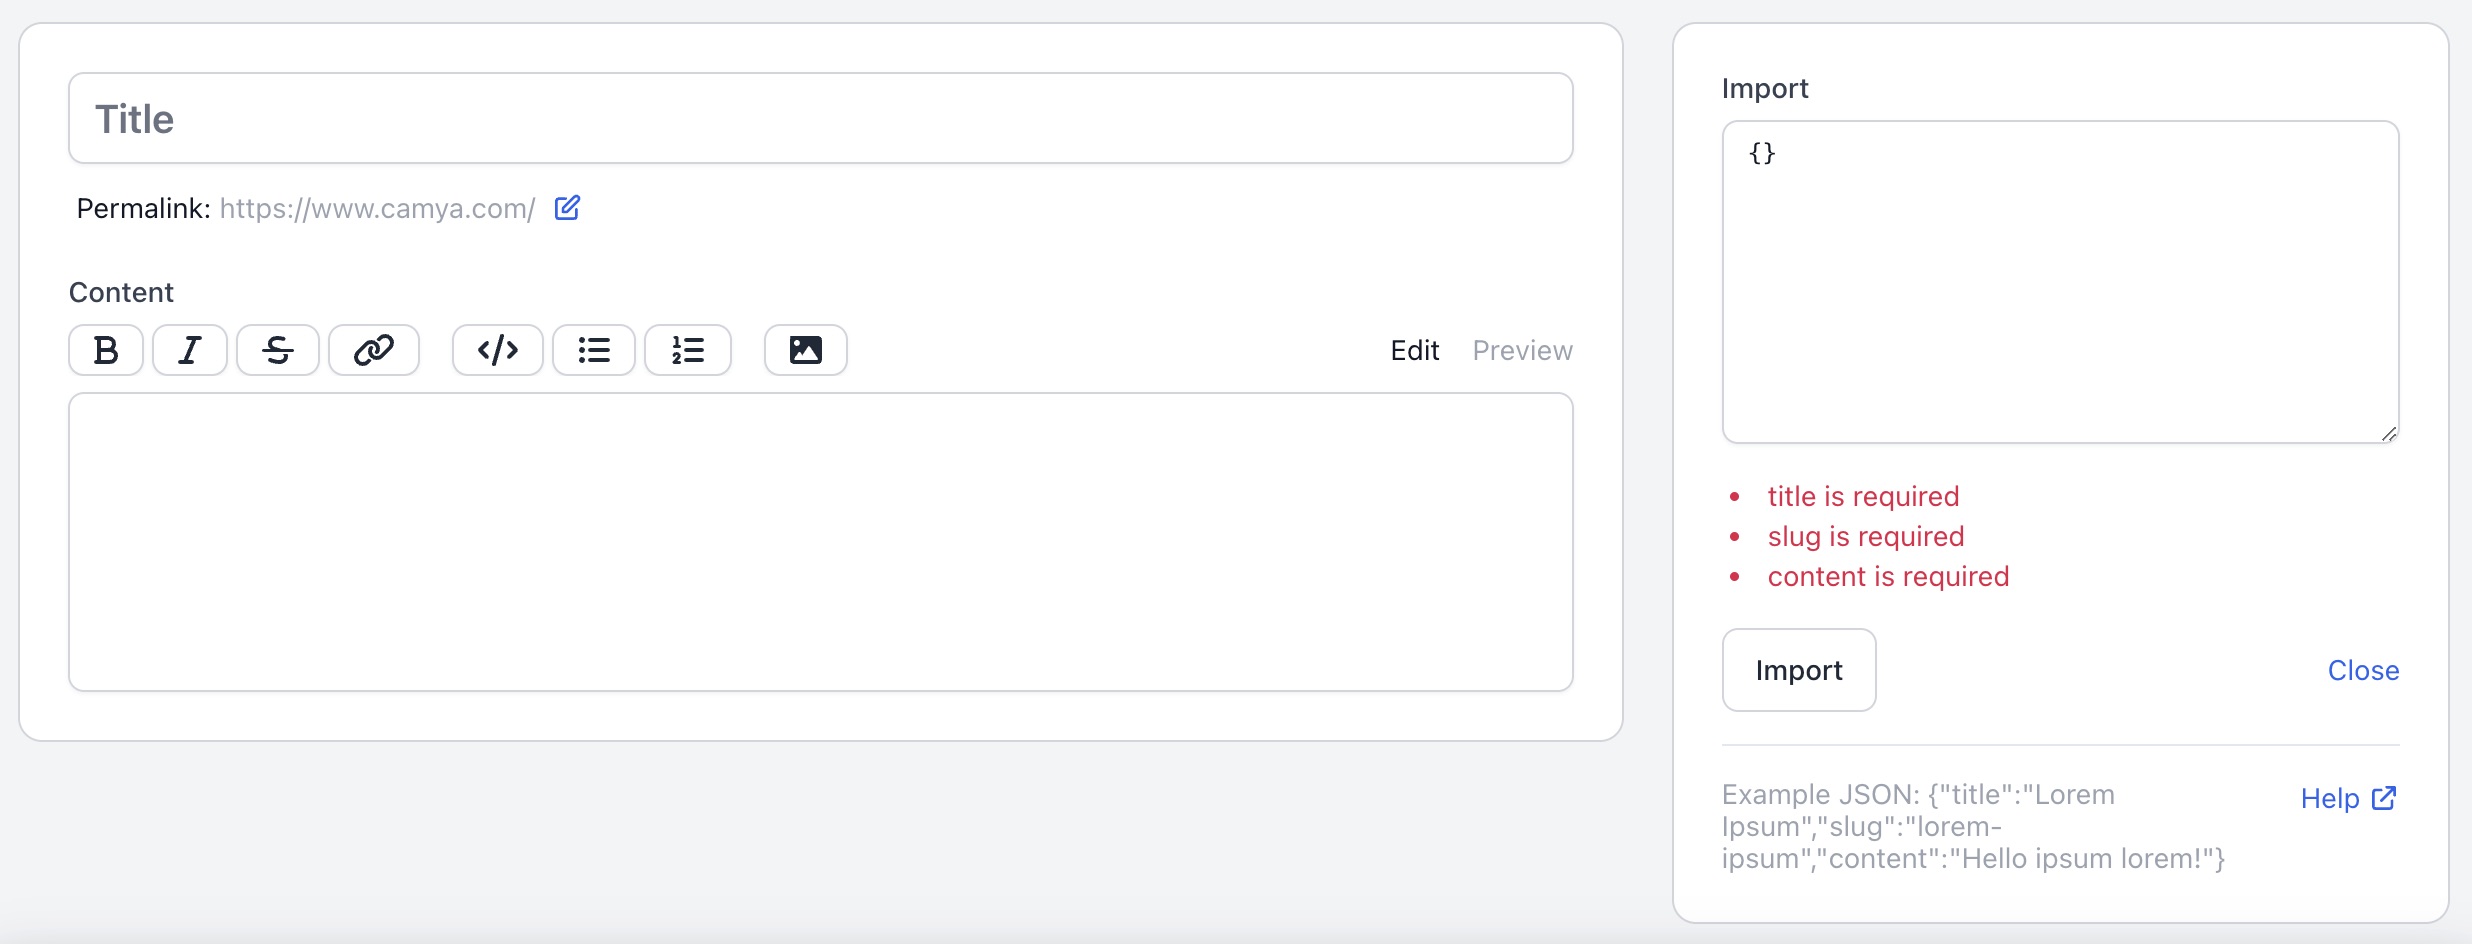 Title
Permalink: https://www.camya.com/
Content
Edit Preview
Import
{}
title is required
slug is required
content is required
Import
Close
Example JSON: {"title":"Lorem
Ipsum","slug":"lorem-
ipsum","content":"Hello ipsum lorem!"}
Help